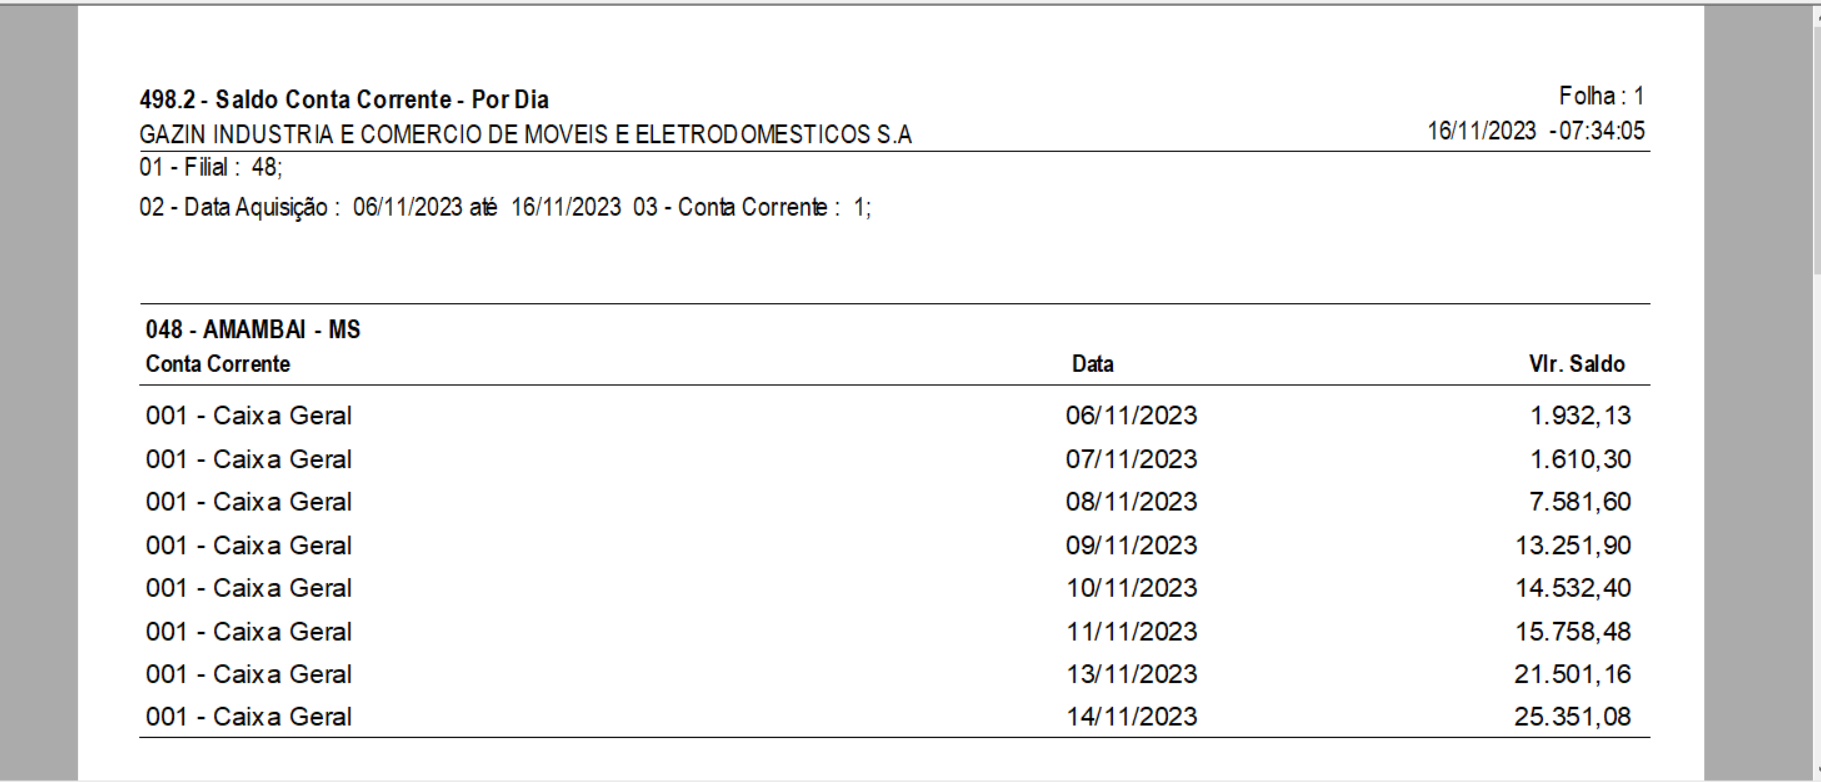 498.2 - Saldo Conta Corrente - Por Dia Folha : 1
GAZIN INDUSTRIA E COMERCIO DE MOVEIS E ELETRODOMESTICOS S.A 16/11/2023 - 07:34:05
01 - Filial : 48;
02 - Data Aquisição : 06/11/2023 até 16/11/2023 03 - Conta Corrente : 1;
048 - AMAMBAI - MS
Conta Corrente Data Vlr. Saldo
001 - Caixa Geral 06/11/2023 1.932,13
001 - Caixa Geral 07/11/2023 1.610,30
001 - Caixa Geral 08/11/2023 7.581,60
001 - Caixa Geral 09/11/2023 13.251,90
001 - Caixa Geral 10/11/2023 14.532,40
001 - Caixa Geral 11/11/2023 15.758,48
001 - Caixa Geral 13/11/2023 21.501,16
001 - Caixa Geral 14/11/2023 25.351,08